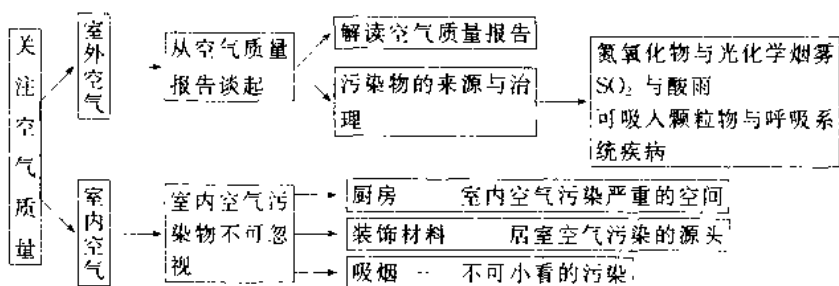 关注空气质量
室外空气
从空气质量
报告谈起
解读空气质量报告
污染物的来源与治
理
氮氧化物与光化学烟雾
SO₂与酸雨
可吸入颗粒物与呼吸系
统疾病
室内空气
室内空气污
染物不可忽
视
厨房 室内空气污染严重的空间
装饰材料 居室空气污染的源头
吸烟 -- 不可小看的污染